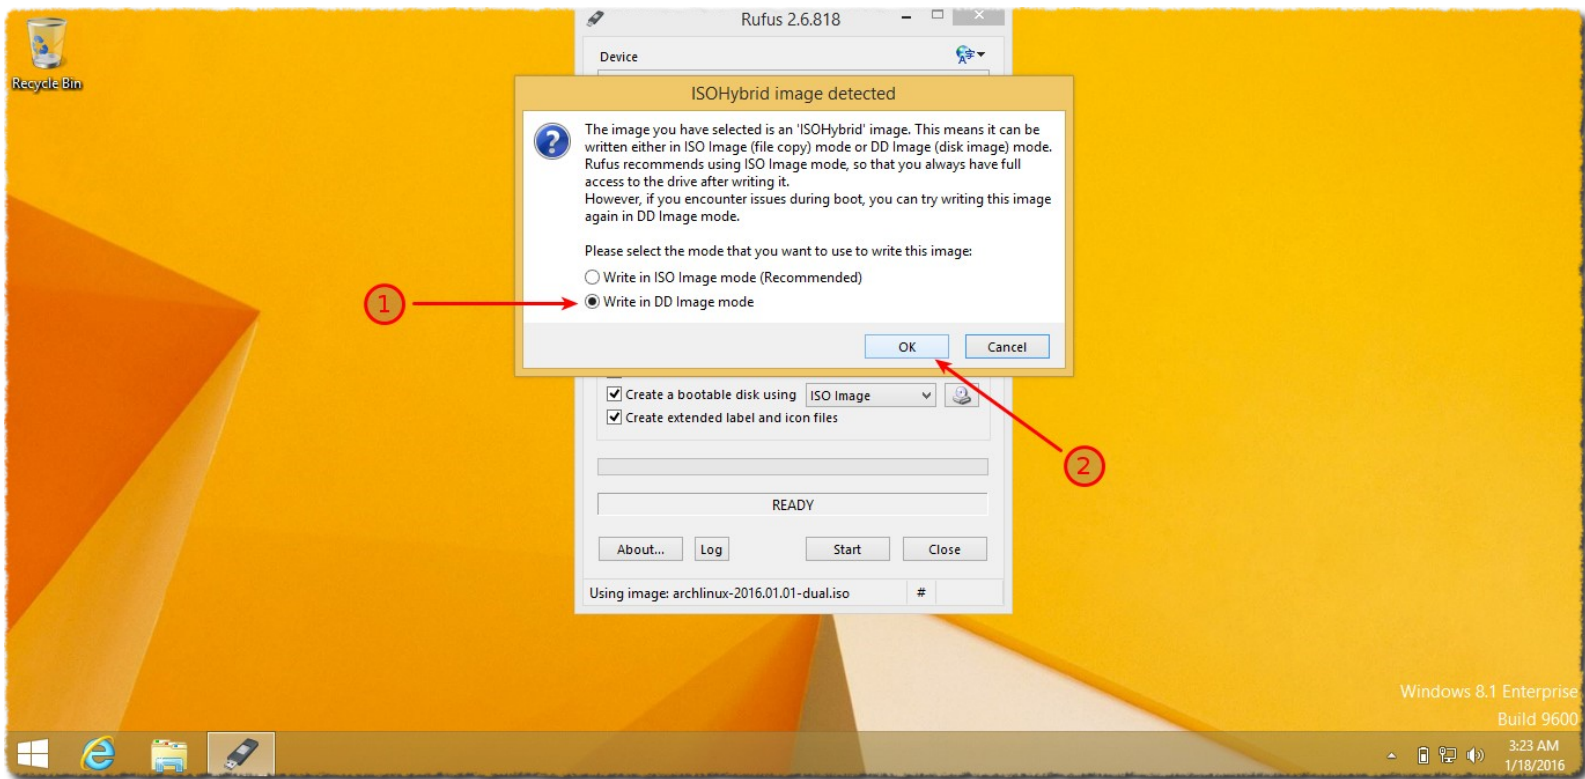 Recycle Bin
Rufus 2.6.818
Device
ISOHybrid image detected
The image you have selected is an 'ISOHybrid' image. This means it can be
written either in ISO Image (file copy) mode or DD Image (disk image) mode.
Rufus recommends using ISO Image mode, so that you always have full
access to the drive after writing it.
However, if you encounter issues during boot, you can try writing this image
again in DD Image mode.
Please select the mode that you want to use to write this image:
Write in ISO Image mode (Recommended)
1
Write in DD Image mode
OK Cancel
Create a bootable disk using ISO Image
Create extended label and icon files
2
READY
About... Log Start Close
Using image: archlinux-2016.01.01-dual.iso #
Windows 8.1 Enterprise
Build 9600
3:23 AM
1/18/2016